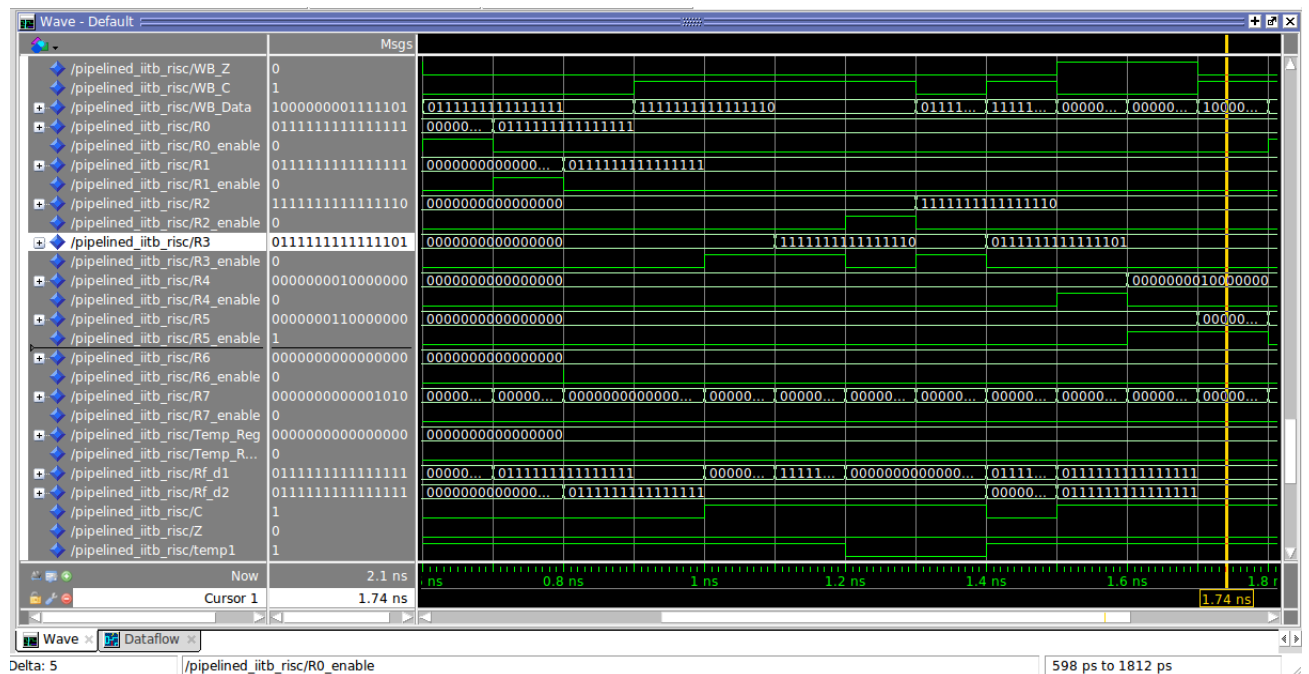 Wave - Default
Msgs
/pipelined_iitb_risc/WB_Z 0
/pipelined_iitb_risc/WB_C 1
/pipelined_iitb_risc/WB_Data 1000000001111101 0111111111111111 1111111111111110 01111... 11111... 00000... 00000... 10000...
/pipelined_iitb_risc/R0 0111111111111111 00000... 0111111111111111
/pipelined_iitb_risc/R0_enable 0
/pipelined_iitb_risc/R1 0111111111111111 0000000000000... 0111111111111111
/pipelined_iitb_risc/R1_enable 0
/pipelined_iitb_risc/R2 1111111111111110 0000000000000000 1111111111111110
/pipelined_iitb_risc/R2_enable 0
/pipelined_iitb_risc/R3 0111111111111101 0000000000000000 1111111111111110 0111111111111101
/pipelined_iitb_risc/R3_enable 0
/pipelined_iitb_risc/R4 0000000010000000 0000000000000000 0000000010000000
/pipelined_iitb_risc/R4_enable 0
/pipelined_iitb_risc/R5 0000000110000000 0000000000000000 00000...
/pipelined_iitb_risc/R5_enable 1
/pipelined_iitb_risc/R6 0000000000000000 0000000000000000
/pipelined_iitb_risc/R6_enable 0
/pipelined_iitb_risc/R7 0000000000001010 00000... 00000... 0000000000000... 00000... 00000... 00000... 00000... 00000... 00000... 00000... 00000...
/pipelined_iitb_risc/R7_enable 0
/pipelined_iitb_risc/Temp_Reg 0000000000000000 0000000000000000
/pipelined_iitb_risc/Temp_R... 0
/pipelined_iitb_risc/Rf_d1 0111111111111111 00000... 0111111111111111 00000... 11111... 0000000000000... 01111... 0111111111111111
/pipelined_iitb_risc/Rf_d2 0111111111111111 0000000000000... 0111111111111111 00000... 0111111111111111
/pipelined_iitb_risc/C 1
/pipelined_iitb_risc/Z 0
/pipelined_iitb_risc/temp1 1
Now 2.1 ns ns 0.8 ns 1 ns 1.2 ns 1.4 ns 1.6 ns 1.8
Cursor 1 1.74 ns 1.74 ns
Wave Dataflow
Delta: 5 /pipelined_iitb_risc/R0_enable 598 ps to 1812 ps